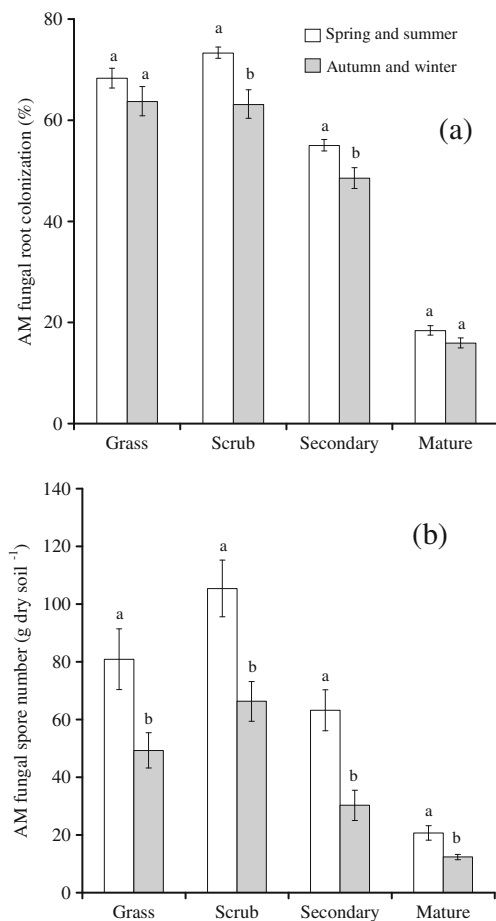 80
60
40
20
0
AM fungal root colonization (%)
Spring and summer
Autumn and winter
(a)
a a a b a b a a
Grass Scrub Secondary Mature
140
120
100
80
60
40
20
0
AM fungal spore number (g dry soil -1)
(b)
a b a b a b a b
Grass Scrub Secondary Mature